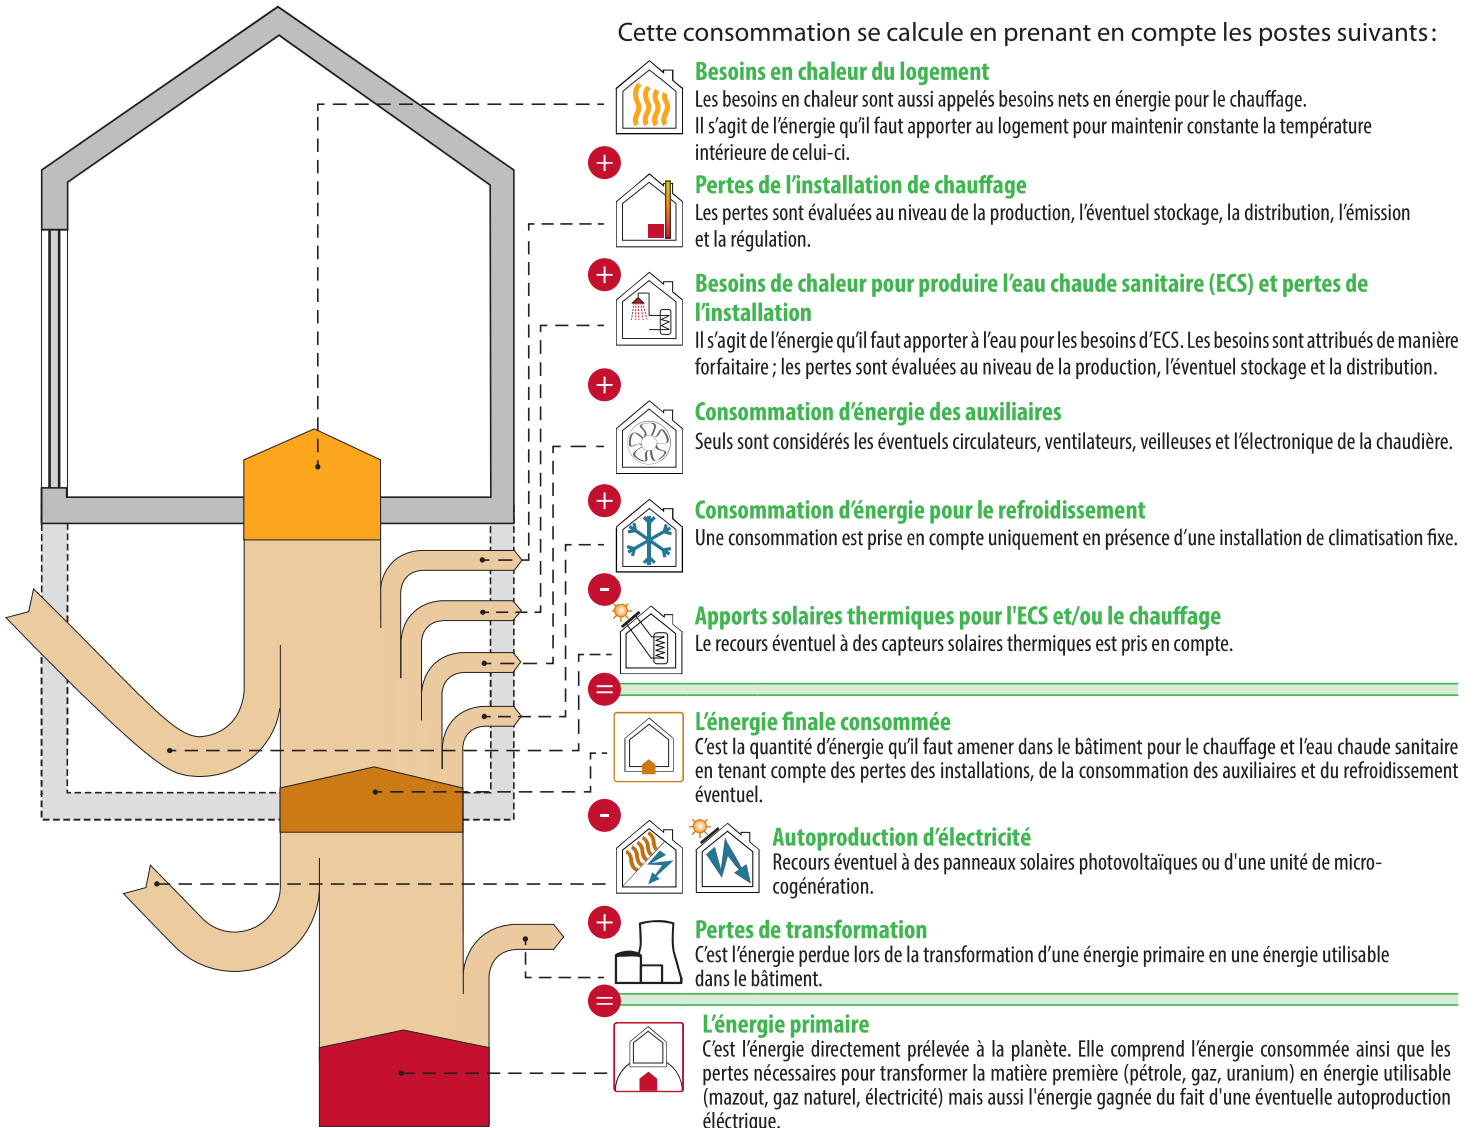 Cette consommation se calcule en prenant en compte les postes suivants :
Besoins en chaleur du logement
Les besoins en chaleur sont aussi appelés besoins nets en énergie pour le chauffage.
Il s'agit de l'énergie qu'il faut apporter au logement pour maintenir constante la température
intérieure de celui-ci.
+
Pertes de l'installation de chauffage
Les pertes sont évaluées au niveau de la production, l'éventuel stockage, la distribution, l'émission
et la régulation.
+
Besoins de chaleur pour produire l'eau chaude sanitaire (ECS) et pertes de
l'installation
Il s'agit de l'énergie qu'il faut apporter à l'eau pour les besoins d'ECS. Les besoins sont attribués de manière
forfaitaire ; les pertes sont évaluées au niveau de la production, l'éventuel stockage et la distribution.
+
Consommation d'énergie des auxiliaires
Seuls sont considérés les éventuels circulateurs, ventilateurs, veilleuses et l'électronique de la chaudière.
+
Consommation d'énergie pour le refroidissement
Une consommation est prise en compte uniquement en présence d'une installation de climatisation fixe.
-
Apports solaires thermiques pour l'ECS et/ou le chauffage
Le recours éventuel à des capteurs solaires thermiques est pris en compte.
=
L'énergie finale consommée
C'est la quantité d'énergie qu'il faut amener dans le bâtiment pour le chauffage et l'eau chaude sanitaire
en tenant compte des pertes des installations, de la consommation des auxiliaires et du refroidissement
éventuel.
-
Autoproduction d'électricité
Recours éventuel à des panneaux solaires photovoltaïques ou d'une unité de micro-
cogénération.
+
Pertes de transformation
C'est l'énergie perdue lors de la transformation d'une énergie primaire en une énergie utilisable
dans le bâtiment.
=
L'énergie primaire
C'est l'énergie directement prélevée à la planète. Elle comprend l'énergie consommée ainsi que les
pertes nécessaires pour transformer la matière première (pétrole, gaz, uranium) en énergie utilisable
(mazout, gaz naturel, électricité) mais aussi l'énergie gagnée du fait d'une éventuelle autoproduction
éléctrique.